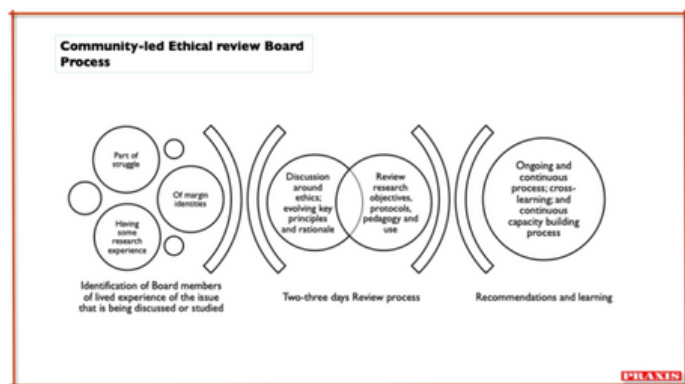 Community-led Ethical review Board
Process
Part of
struggle
Of margin
identities
Having
some
research
experience
Identification of Board members
of lived experience of the issue
that is being discussed or studied
Discussion
around
ethics;
evolving key
principles
and rationale
Review
research
objectives,
protocols,
pedagogy and
use
Two-three days Review process
Ongoing and
continuous
process; cross-
learning; and
continuous
capacity building
process
Recommendations and learning
PRAXIS